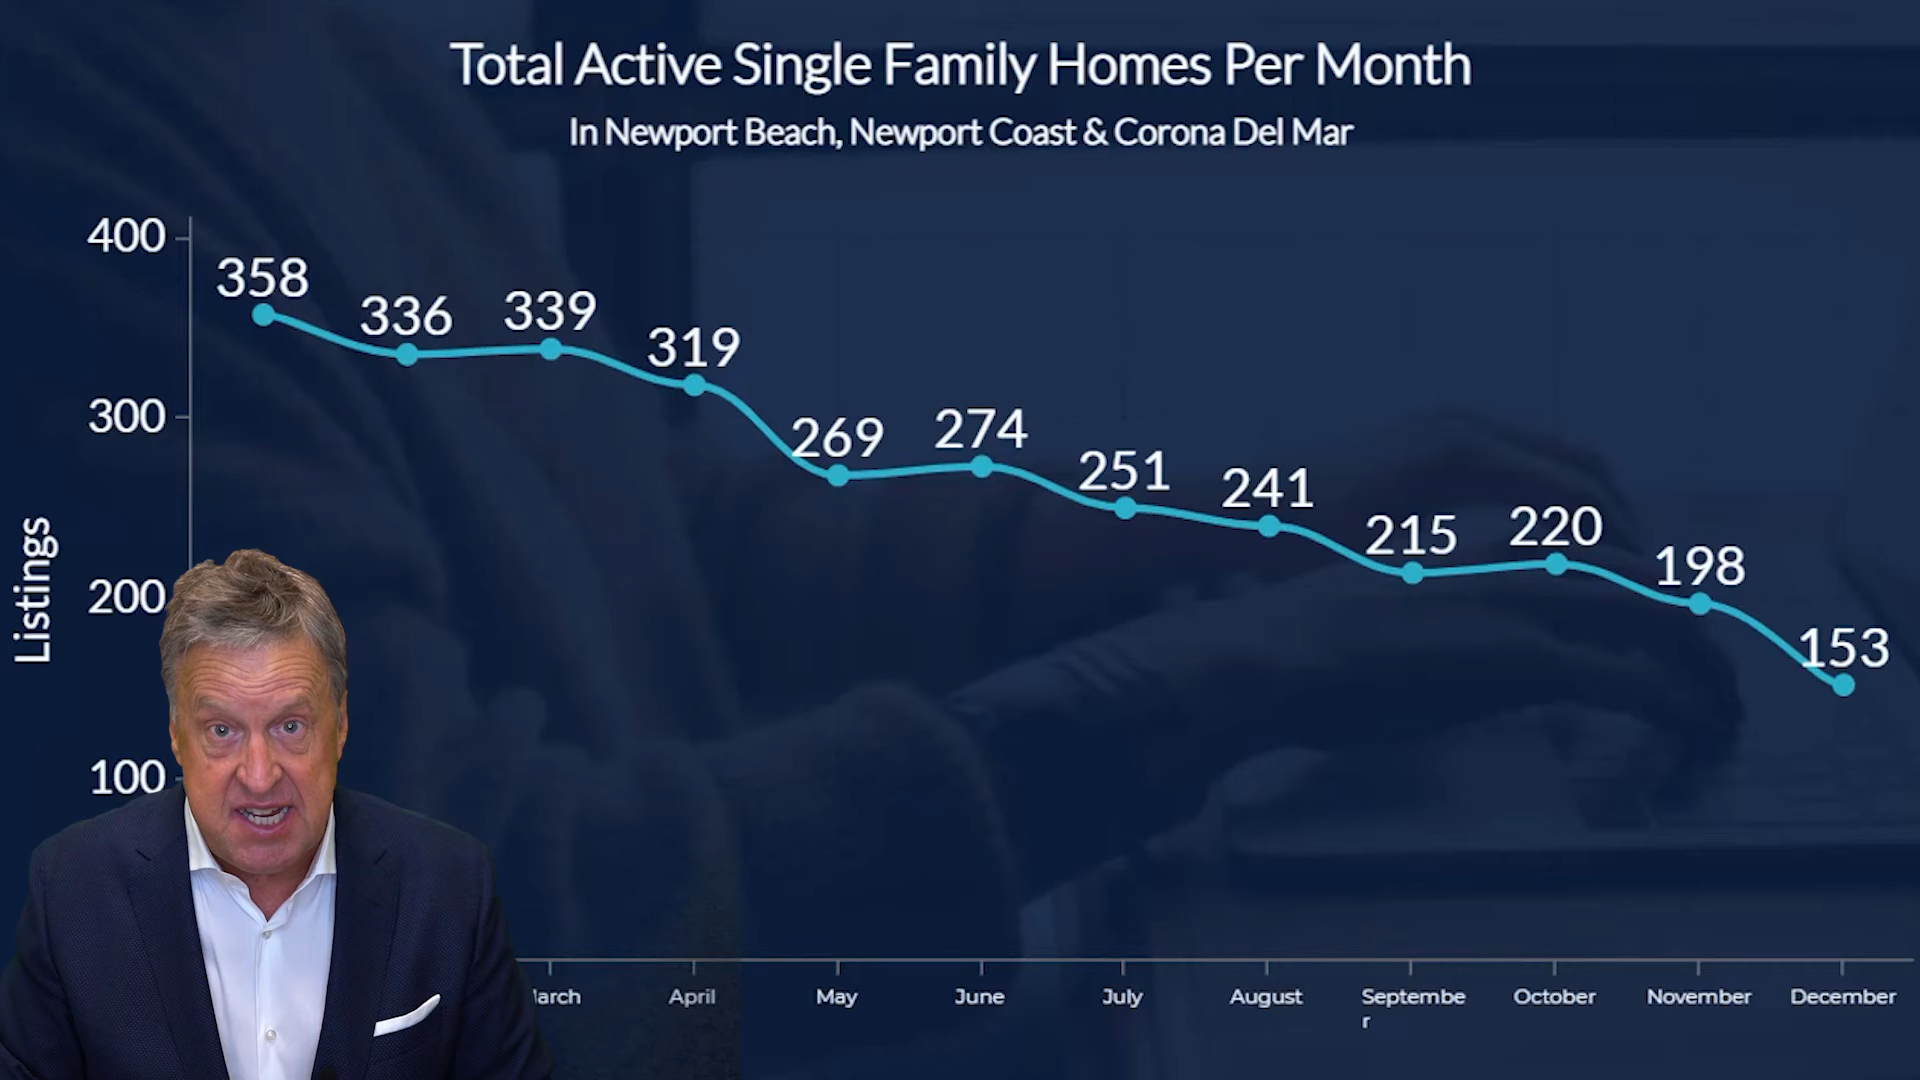 Total Active Single Family Homes Per Month
In Newport Beach, Newport Coast & Corona Del Mar
400
358
336
339
319
300
269
274
251
241
215
220
198
153
200
100
Listings
April
May
June
July
August
Septembe
r
October
November
December